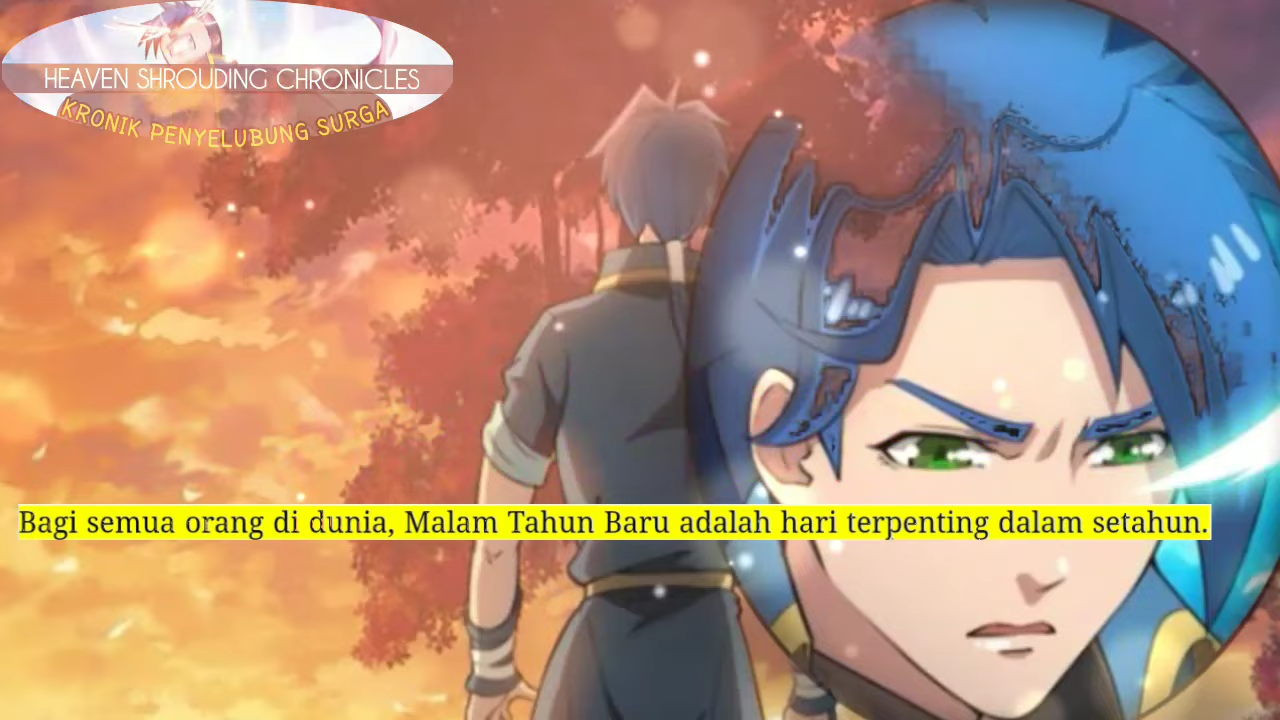 HEAVEN SHROUDING CHRONICLES
KRONIK PENYELUBUNG SURGA
Bagi semua orang di dunia, Malam Tahun Baru adalah hari terpenting dalam setahun.